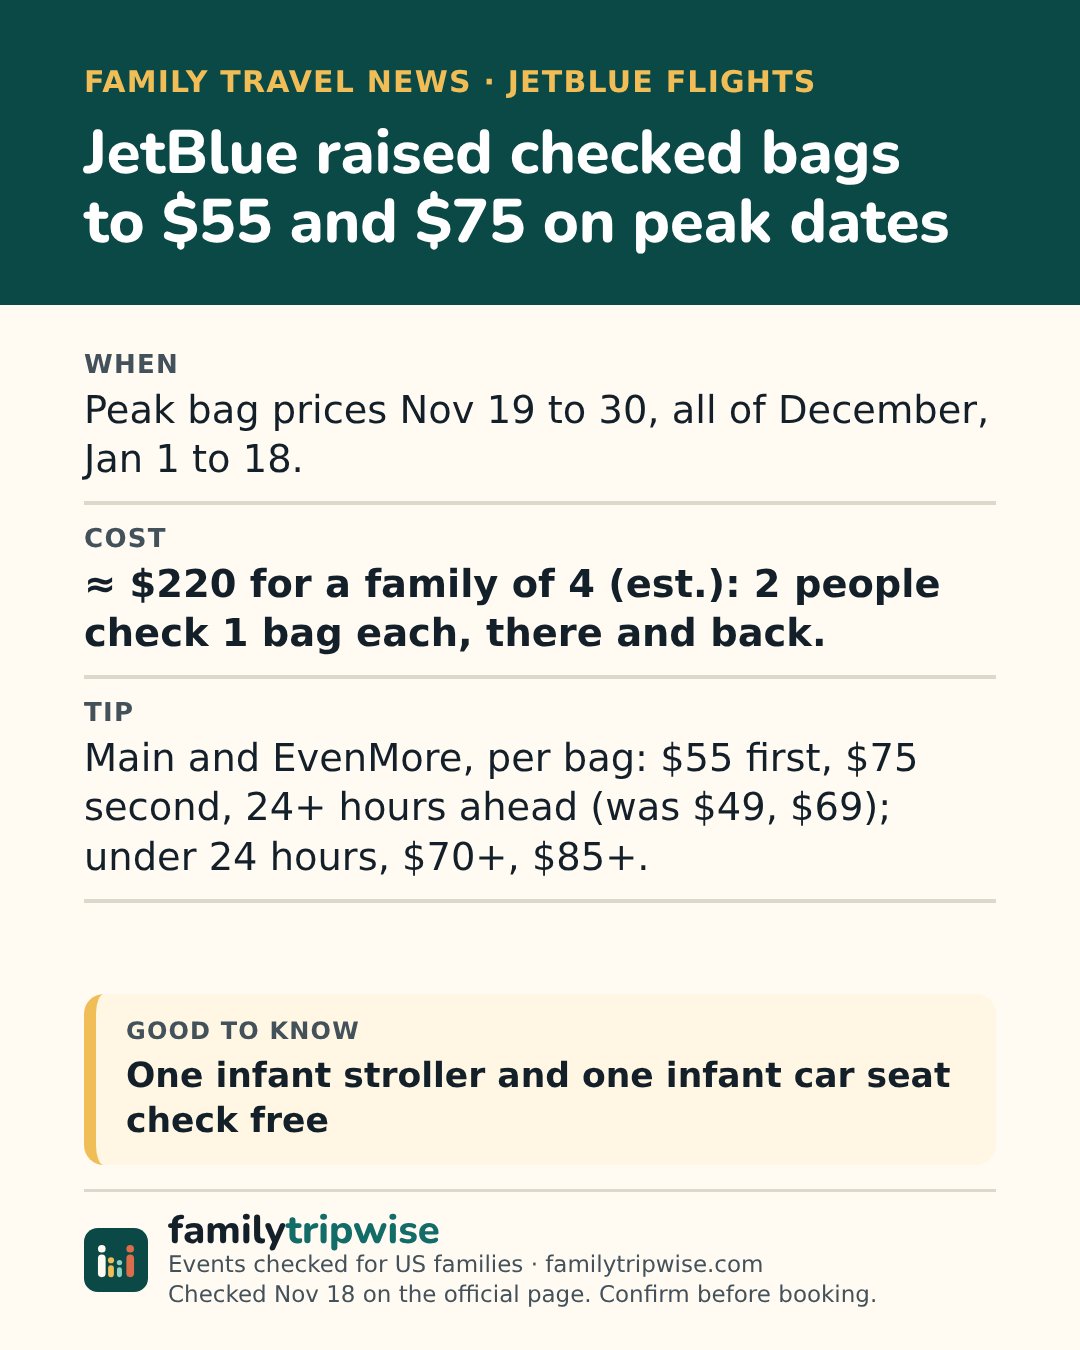 FAMILY TRAVEL NEWS · JETBLUE FLIGHTS
JetBlue raised checked bags
to $55 and $75 on peak dates
WHEN
Peak bag prices Nov 19 to 30, all of December,
Jan 1 to 18.
COST
≈ $220 for a family of 4 (est.): 2 people
check 1 bag each, there and back.
TIP
Main and EvenMore, per bag: $55 first, $75
second, 24+ hours ahead (was $49, $69);
under 24 hours, $70+, $85+.
GOOD TO KNOW
One infant stroller and one infant car seat
check free
familytripwise
Events checked for US families · familytripwise.com
Checked Nov 18 on the official page. Confirm before booking.